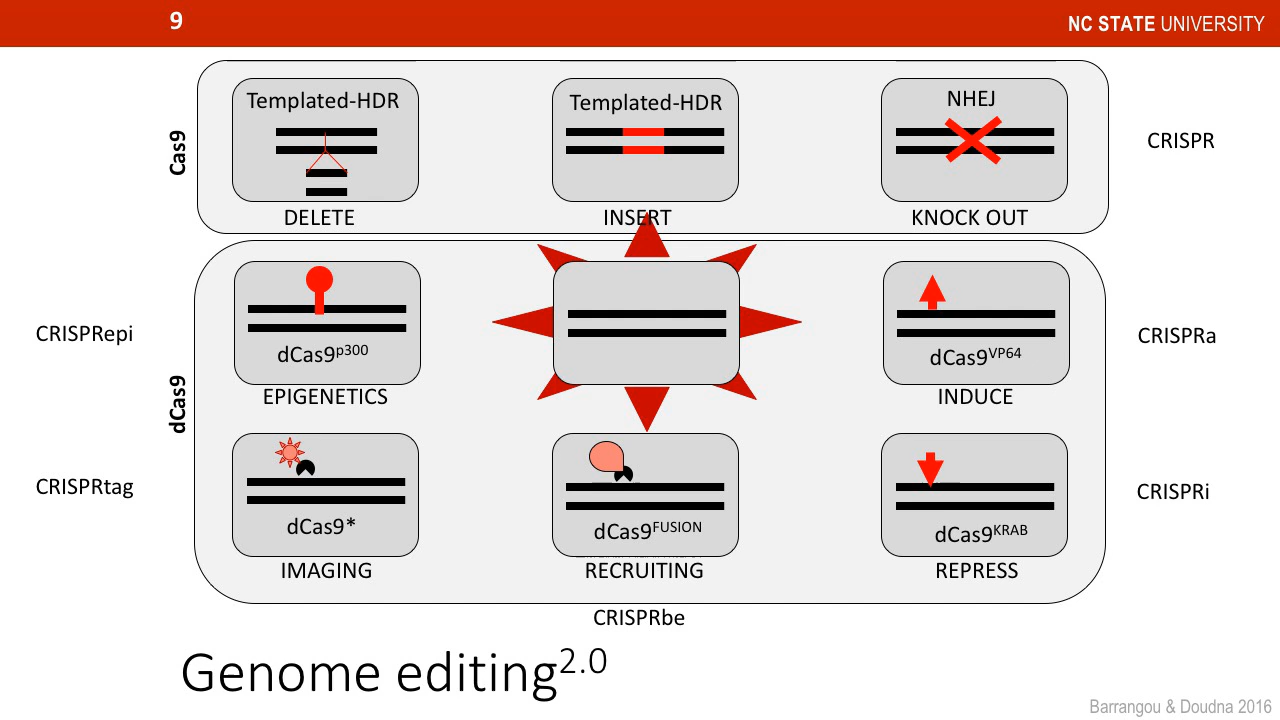 9
NC STATE UNIVERSITY
Cas9
Templated-HDR
DELETE
Templated-HDR
INSERT
NHEJ
KNOCK OUT
CRISPR
dCas9
CRISPRepi
dCas9p300
EPIGENETICS
dCas9VP64
INDUCE
CRISPRa
CRISPRtag
dCas9*
IMAGING
dCas9FUSION
RECRUITING
dCas9KRAB
REPRESS
CRISPRi
CRISPRbe
Genome editing2.0
Barrangou & Doudna 2016